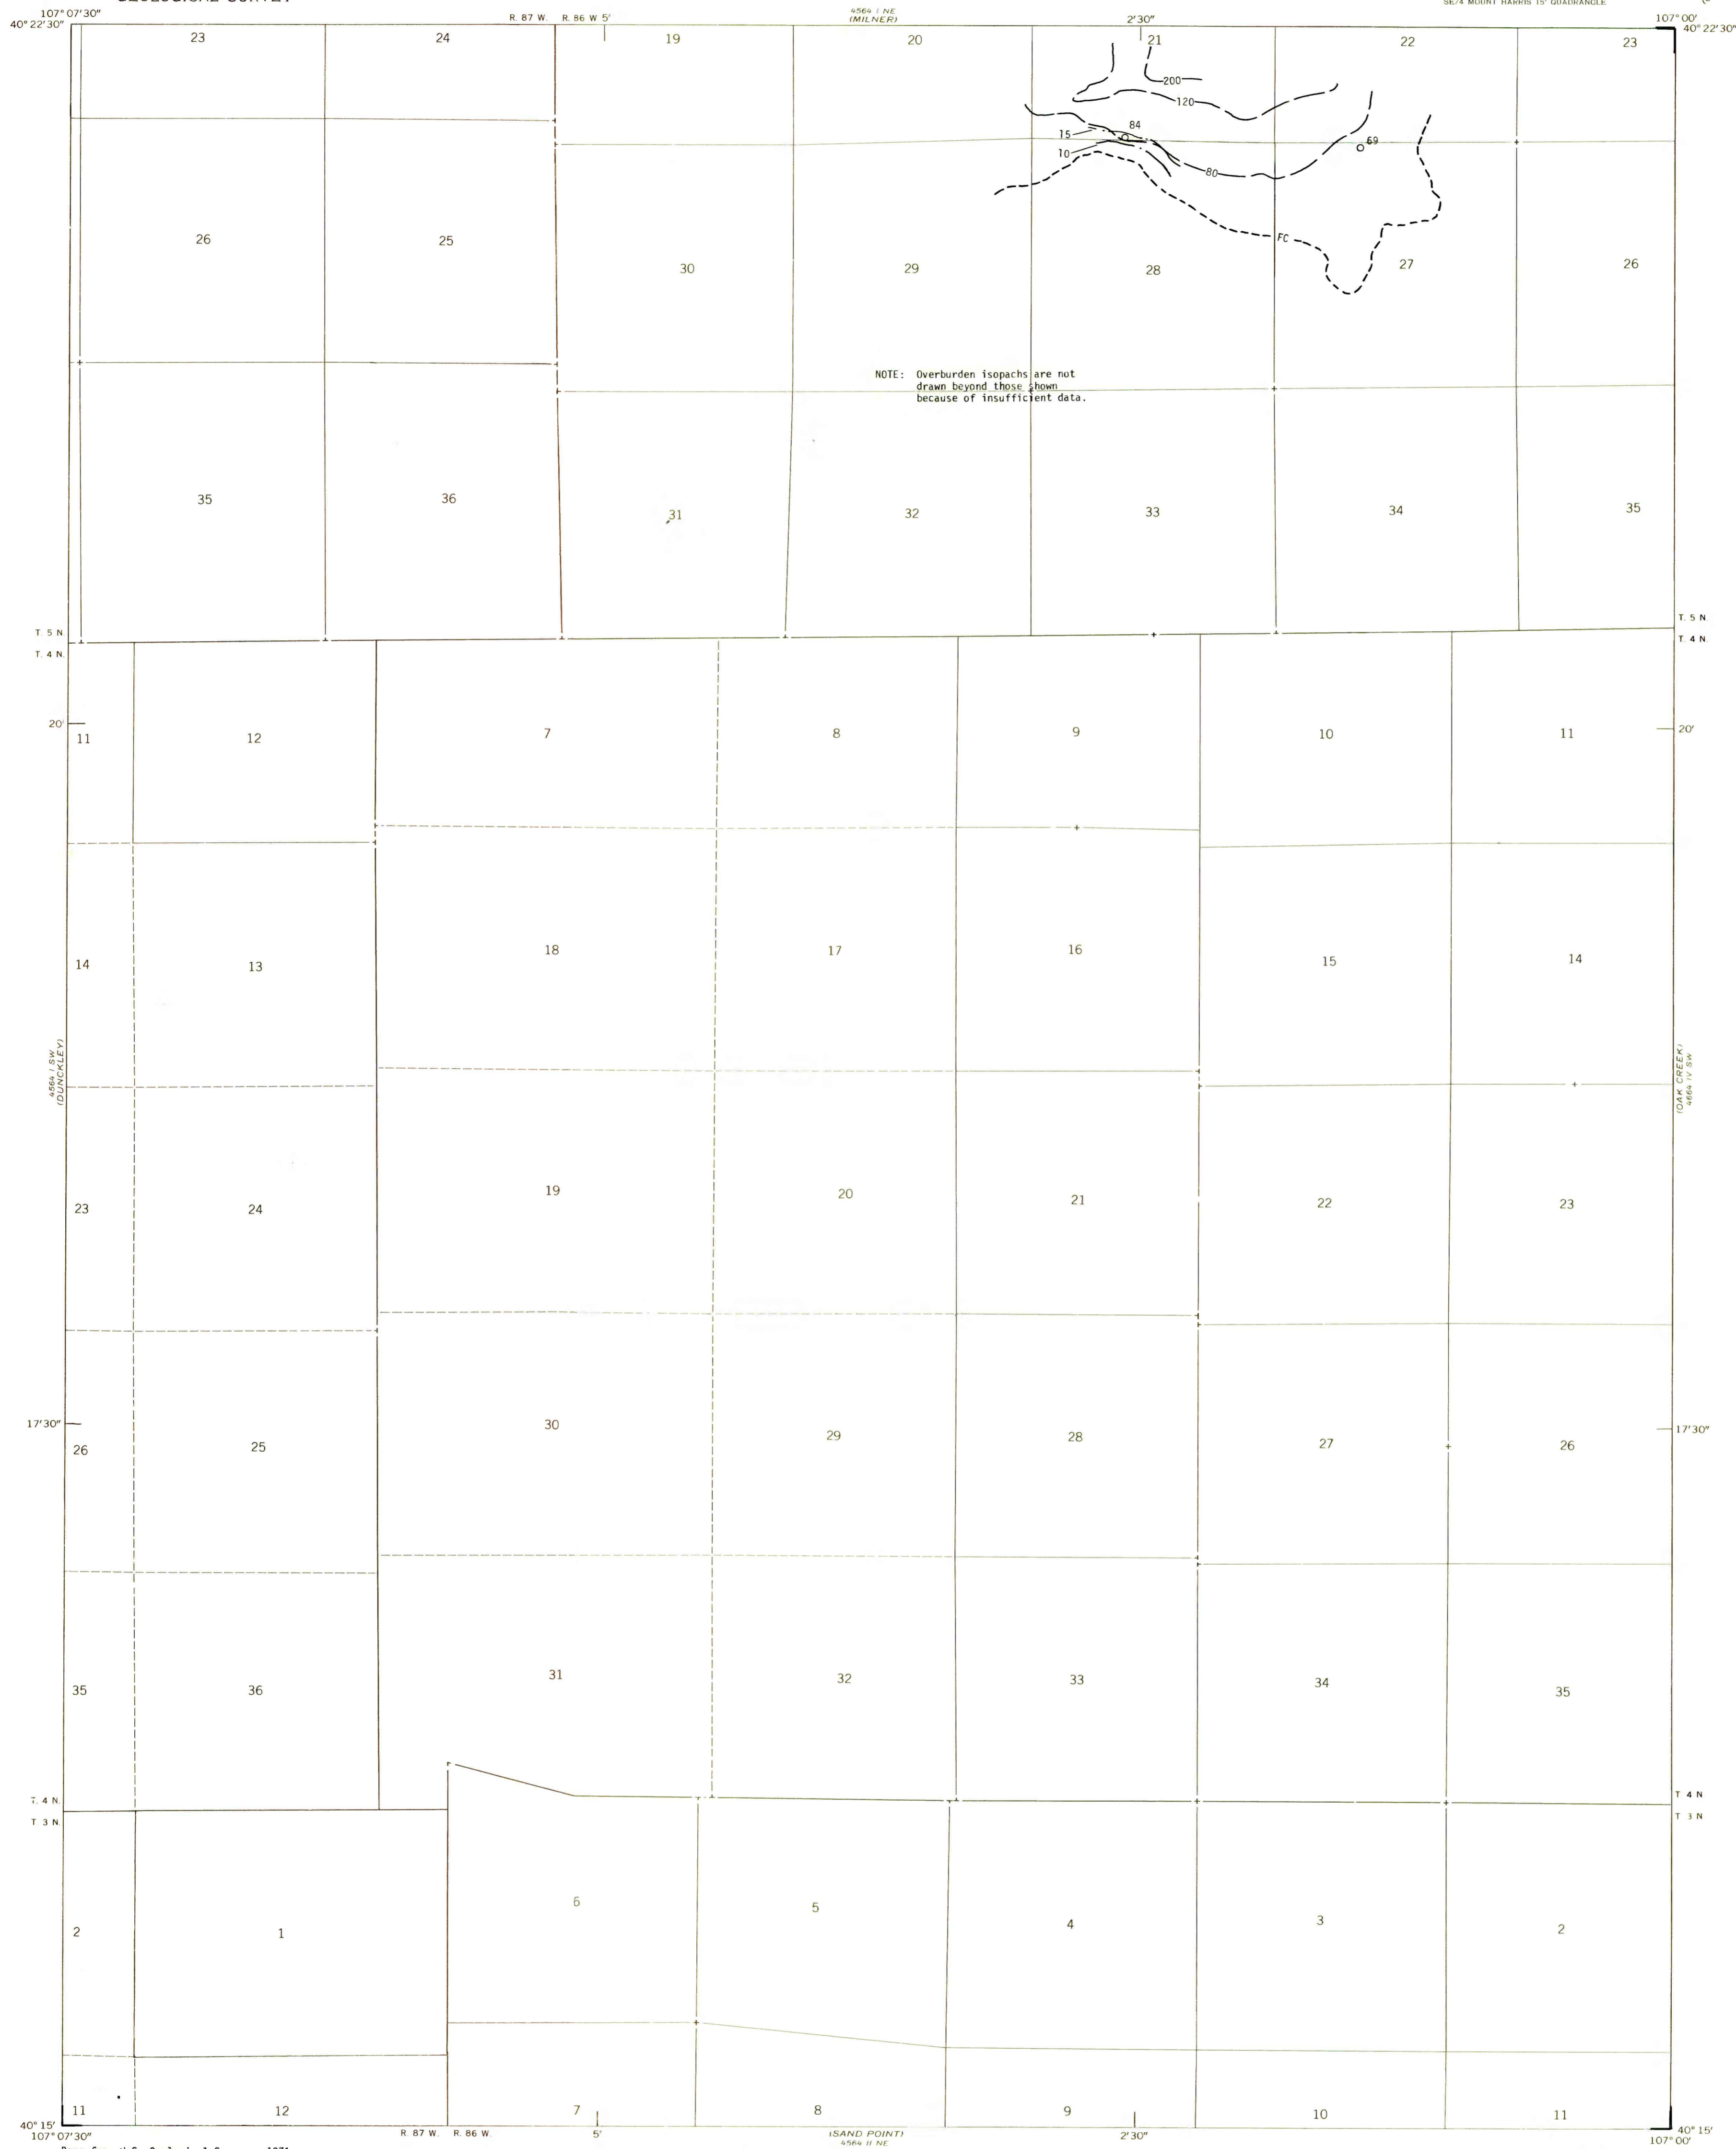 4564 I NE
(MILNER)
SE/4 MOUNT HARRIS 15' QUADRANGLE
107° 07' 30" R. 87 W. R. 86 W 5' 2'30" 107° 00'
40° 22' 30" 40° 22' 30"
23 24 19 20 21 22 23
200
120
84
15
69
10
80
FC
26 25 30 29 28 27 26
NOTE: Overburden isopachs are not
drawn beyond those shown
because of insufficient data.
35 36 31 32 33 34 35
T. 5 N. T. 5 N.
T. 4 N. T. 4 N.
20' 20'
11 12 7 8 9 10 11
14 13 18 17 16 15 14
4564 I SW
(DUNCKLEY)
(OAK CREEK)
4664 IV SW
23 24 19 20 21 22 23
17'30" 17'30"
26 25 30 29 28 27 26
35 36 31 32 33 34 35
T. 4 N. T 4 N
T 3 N. T 3 N
2 1 6 5 4 3 2
11 12 7 8 9 10 11
40° 15' 40° 15'
107° 07' 30" R. 87 W. R. 86 W. 5' (SAND POINT) 2'30" 107° 00'
4564 II NE